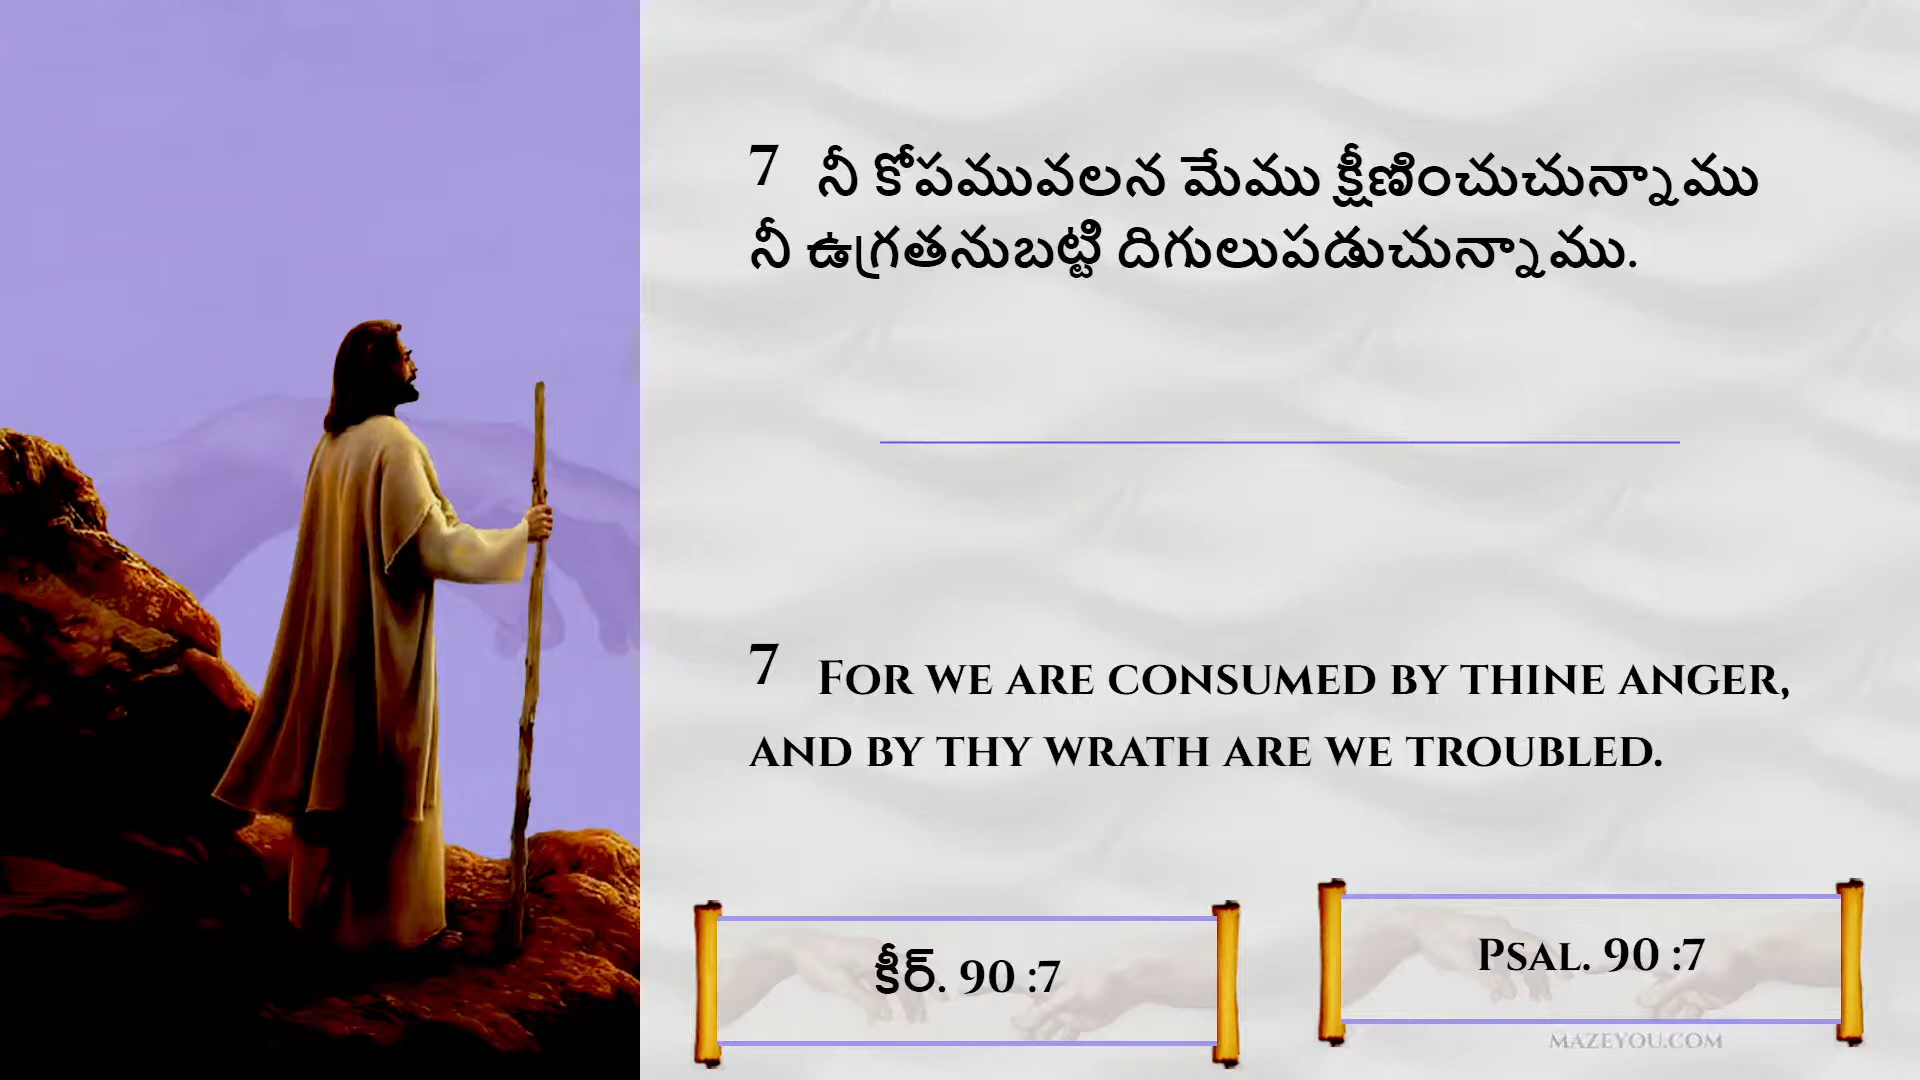 7 నీ కోపమువలన మేము క్షీణించుచున్నాము
నీ ఉగ్రతనుబట్టి దిగులుపడుచున్నాము.
7 For we are consumed by thine anger,
and by thy wrath are we troubled.
కీర్. 90 :7
Psal. 90 :7
MAZEYOU.COM